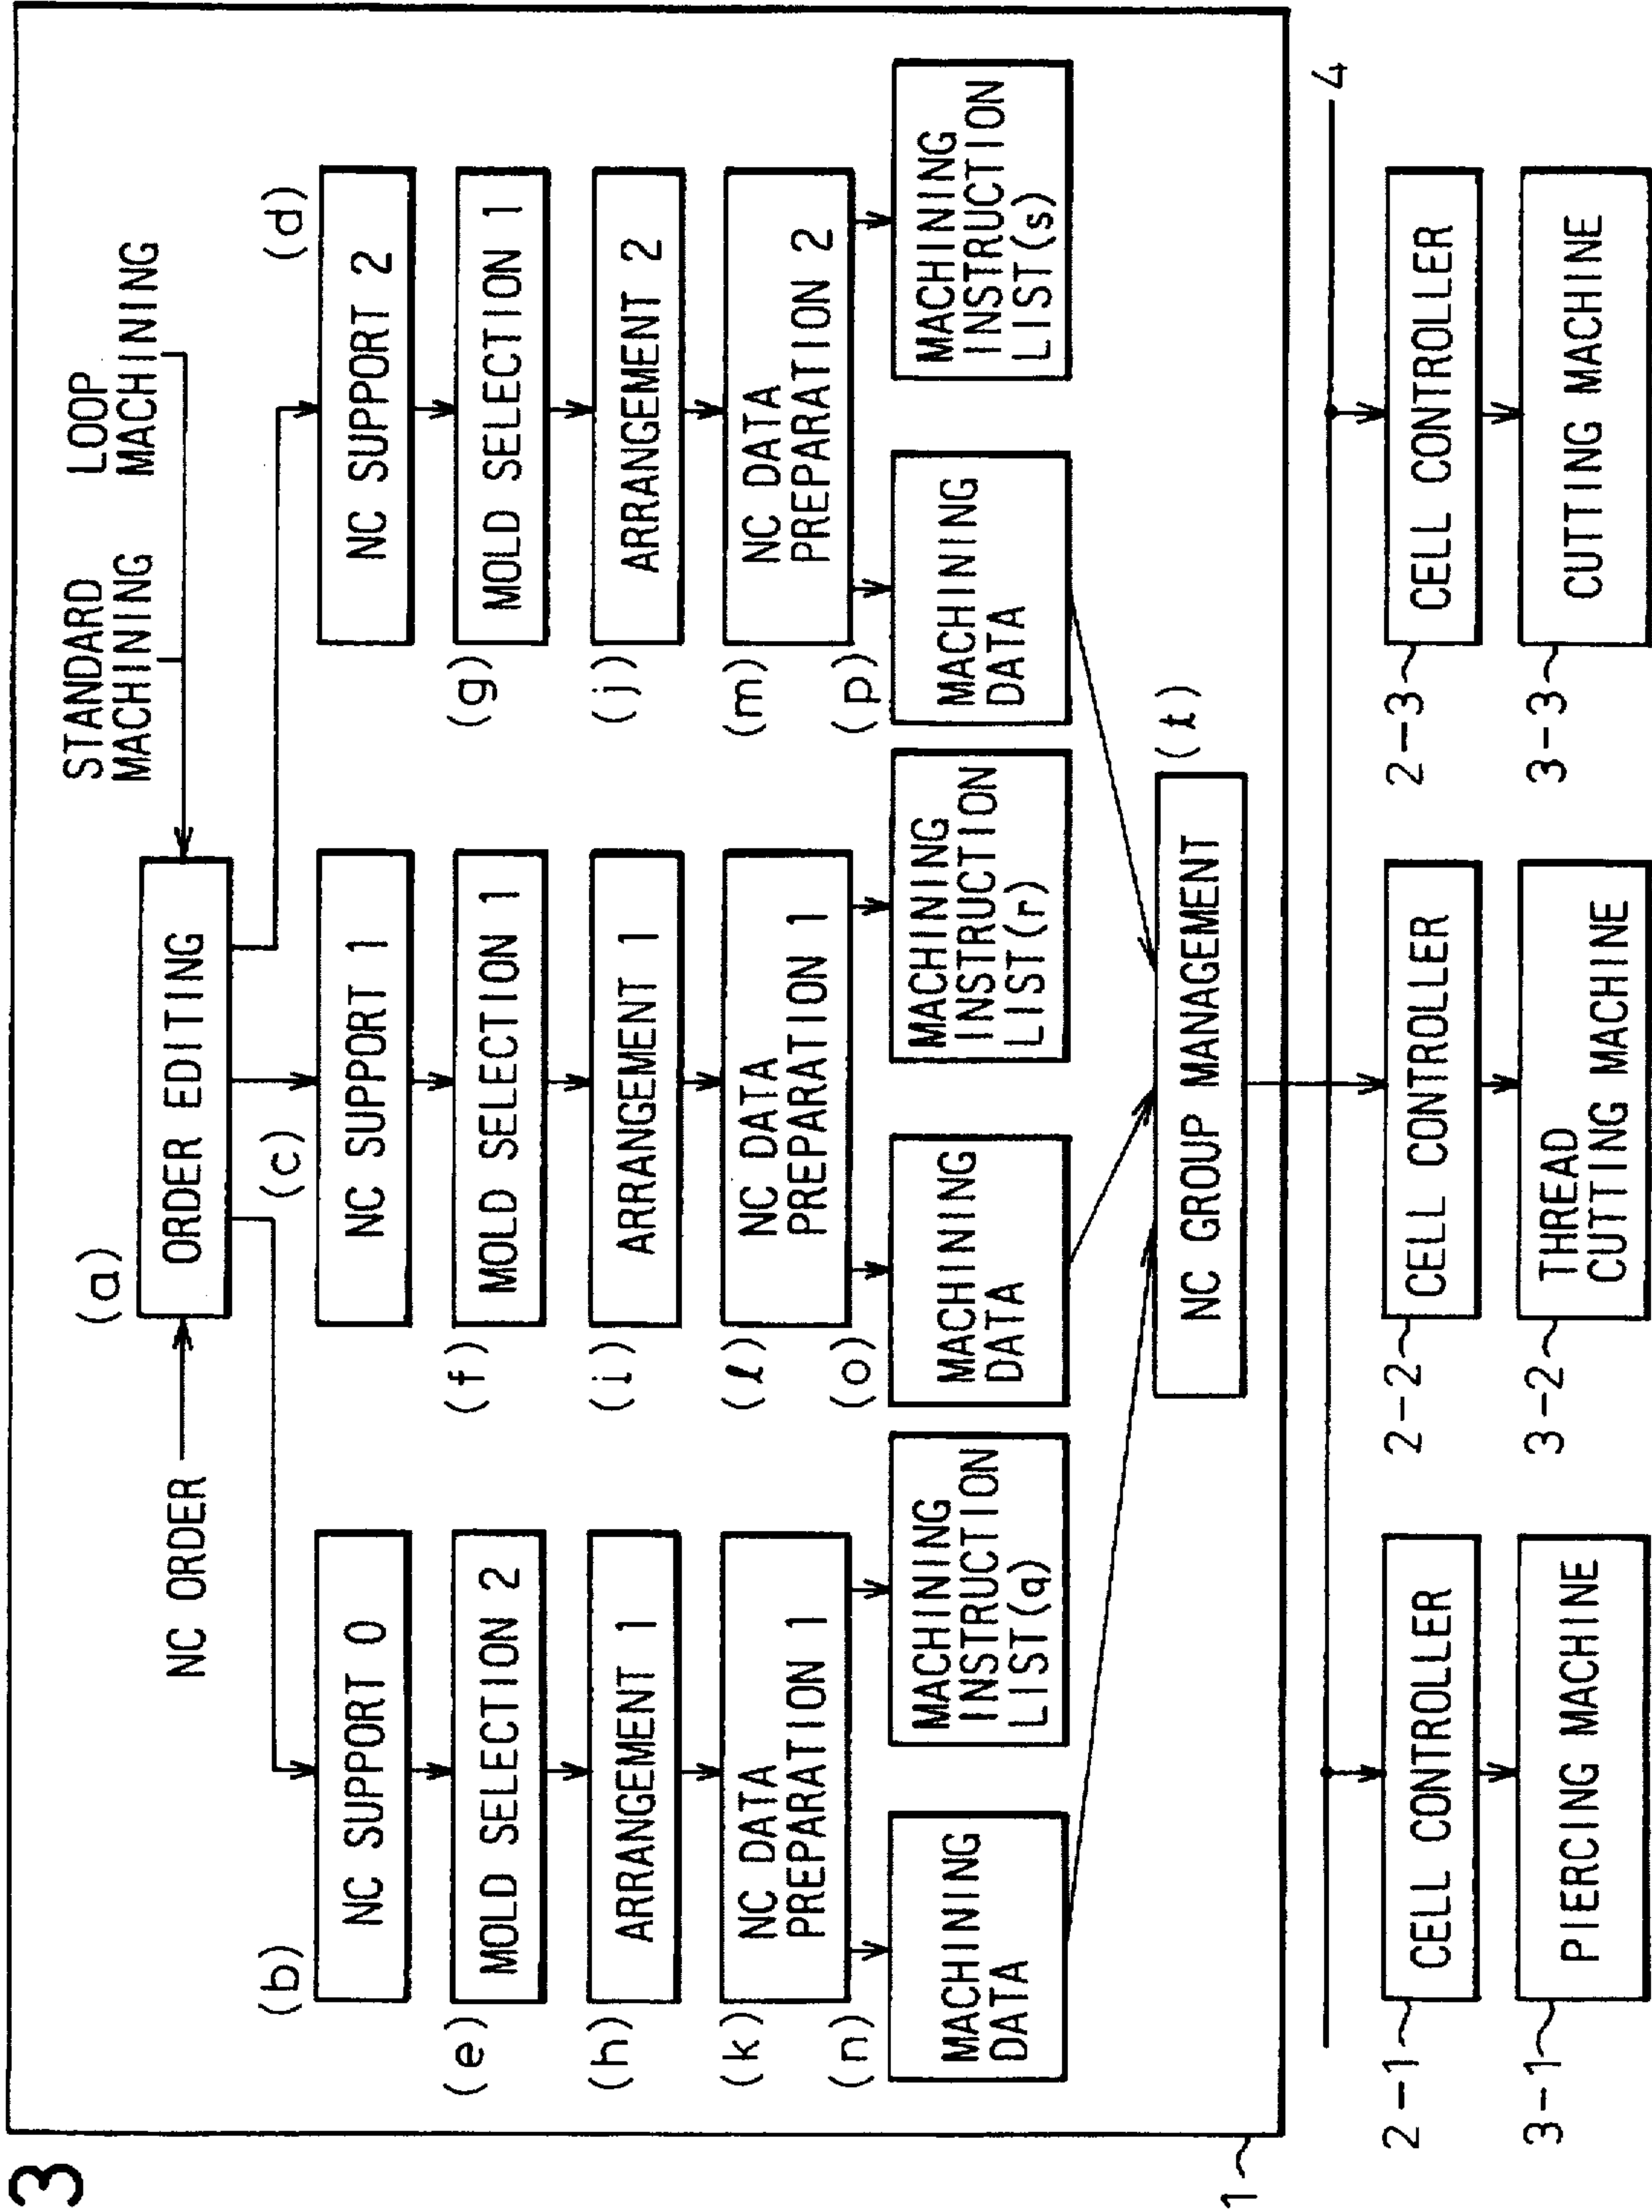 3
STANDARD
MACHINING
LOOP
MACHINING
(a)
NC ORDER
ORDER EDITING
(b)
NC SUPPORT 0
(c)
NC SUPPORT 1
(d)
NC SUPPORT 2
(e)
MOLD SELECTION 2
(f)
MOLD SELECTION 1
(g)
MOLD SELECTION 1
(h)
ARRANGEMENT 1
(i)
ARRANGEMENT 1
(j)
ARRANGEMENT 2
(k)
NC DATA
PREPARATION 1
(ℓ)
NC DATA
PREPARATION 1
(m)
NC DATA
PREPARATION 2
(n)
MACHINING
DATA
MACHINING
INSTRUCTION
LIST(q)
(o)
MACHINING
DATA
MACHINING
INSTRUCTION
LIST(r)
(p)
MACHINING
DATA
MACHINING
INSTRUCTION
LIST(s)
NC GROUP MANAGEMENT
(t)
1
4
2-1
CELL CONTROLLER
2-2
CELL CONTROLLER
2-3
CELL CONTROLLER
3-1
PIERCING MACHINE
3-2
THREAD
CUTTING MACHINE
3-3
CUTTING MACHINE